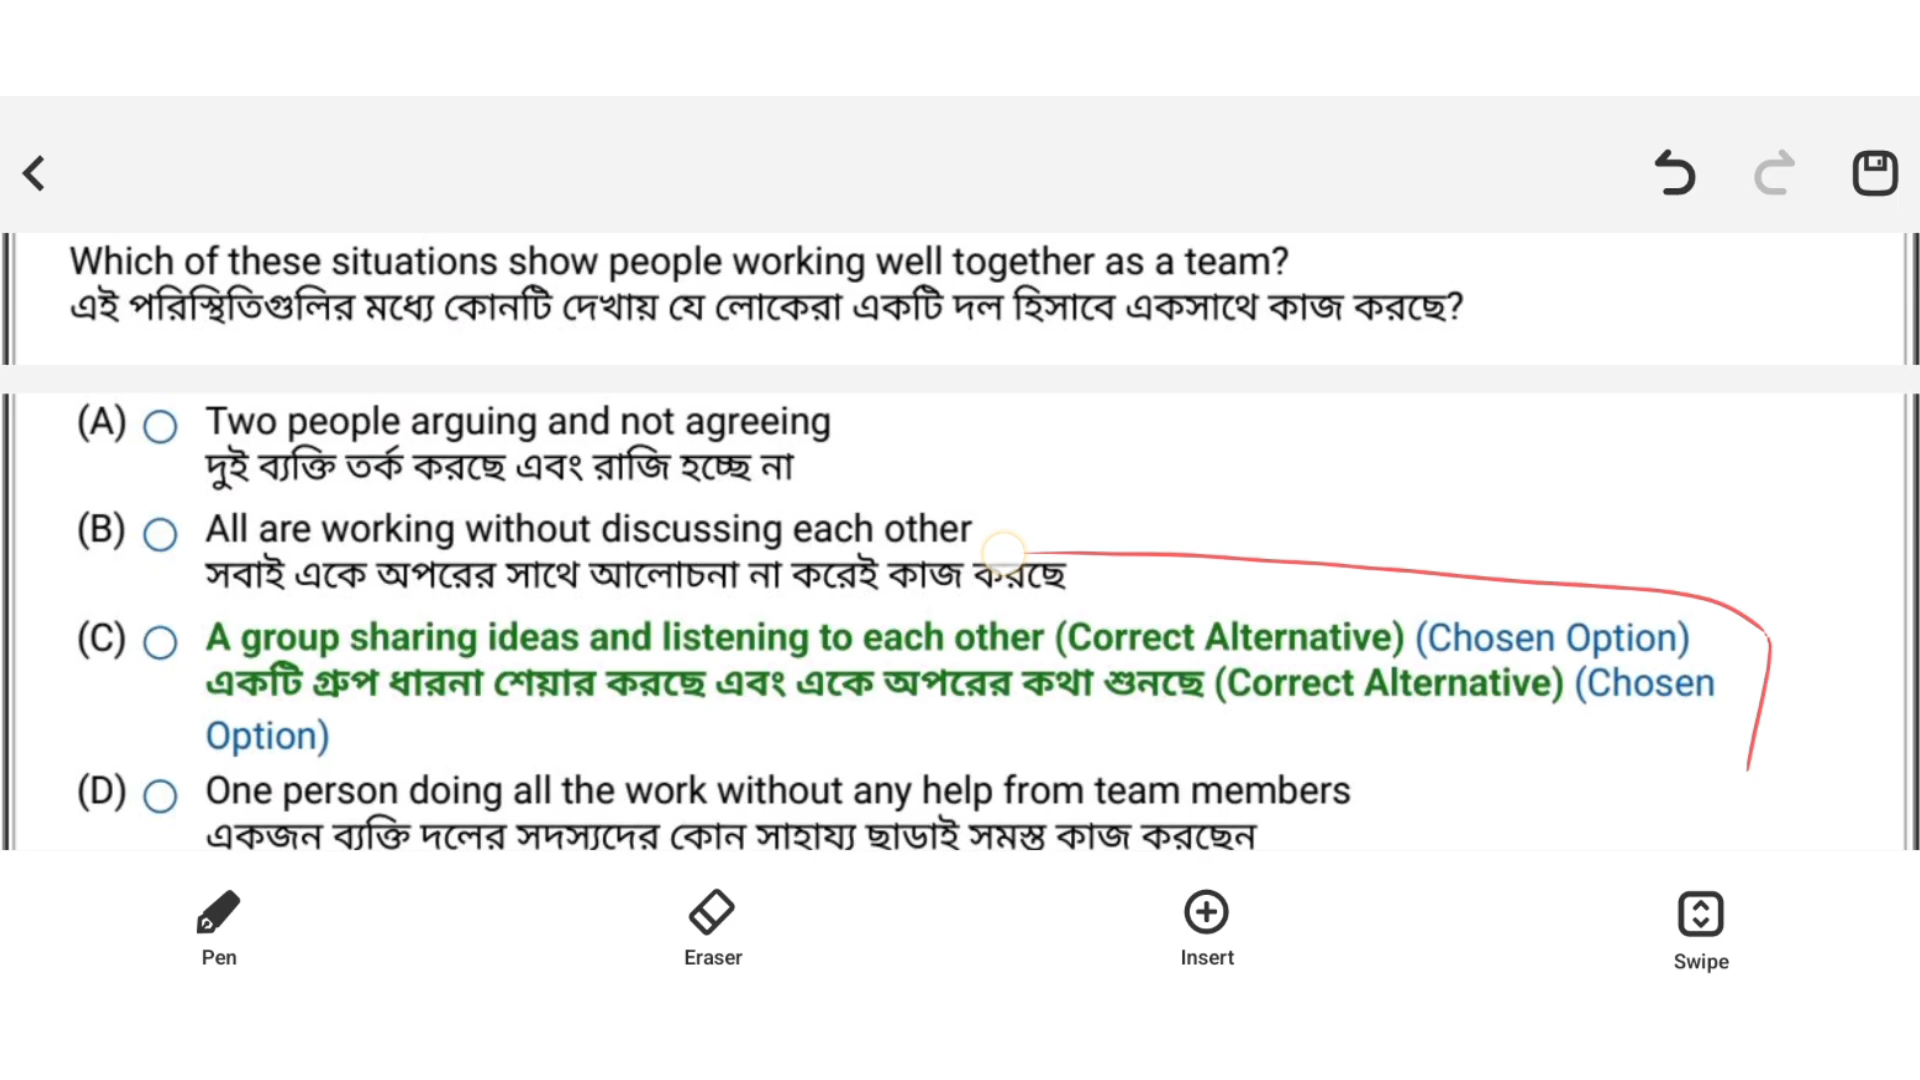 Which of these situations show people working well together as a team?
এই পরিস্থিতিগুলির মধ্যে কোনটি দেখায় যে লোকেরা একটি দল হিসাবে একসাথে কাজ করছে?
(A) Two people arguing and not agreeing
দুই ব্যক্তি তর্ক করছে এবং রাজি হচ্ছে না
(B) All are working without discussing each other
সবাই একে অপরের সাথে আলোচনা না করেই কাজ করছে
(C) A group sharing ideas and listening to each other (Correct Alternative) (Chosen Option)
একটি গ্রুপ ধারনা শেয়ার করছে এবং একে অপরের কথা শুনছে (Correct Alternative) (Chosen
Option)
(D) One person doing all the work without any help from team members
একজন ব্যক্তি দলের সদস্যদের কোন সাহায্য ছাড়াই সমস্ত কাজ করছেন
Pen
Eraser
Insert
Swipe